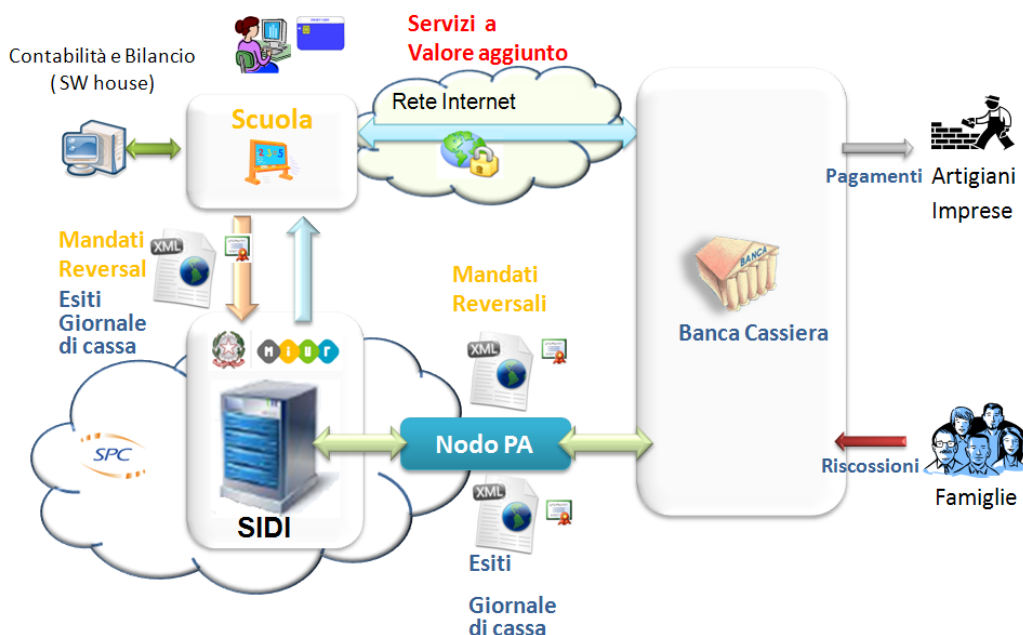 Servizi a
Valore aggiunto
Contabilità e Bilancio
( SW house)
Scuola
Rete Internet
Pagamenti
Artigiani
Imprese
Mandati
Reversal
XML
Esiti
Giornale
di cassa
Mandati
Reversali
XML
BANCA
Banca Cassiera
miur
SPC
Nodo PA
SIDI
XML
Riscossioni
Famiglie
Esiti
Giornale
di cassa